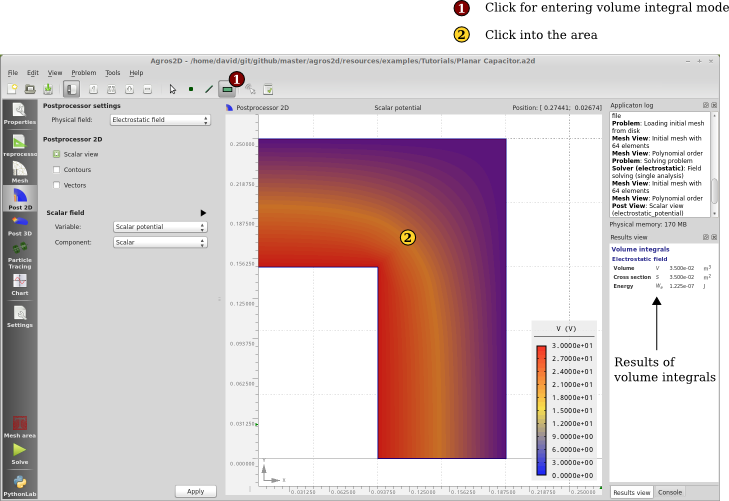 1 Click for entering volume integral mode
2 Click into the area
Agros2D - /home/david/git/github/master/agros2d/resources/examples/Tutorials/Planar Capacitor.a2d
File Edit View Problem Tools Help
1
Properties
Preprocessor
Mesh
Post 2D
Post 3D
Particle
Tracing
Chart
Settings
Mesh area
Solve
PythonLab
Postprocessor settings
Physical field: Electrostatic field
Postprocessor 2D
Scalar view
Contours
Vectors
Scalar field
Variable: Scalar potential
Component: Scalar
Apply
Postprocessor 2D Scalar potential Position: [ 0.27441; 0.02674]
0.250000
0.218750
0.187500
0.156250
0.125000
0.093750
0.062500
0.031250
0.000000
2
Y
X
V (V)
3.0000e+01
2.7000e+01
2.4000e+01
2.1000e+01
1.8000e+01
1.5000e+01
1.2000e+01
9.0000e+00
6.0000e+00
3.0000e+00
0.0000e+00
0.031250 0.062500 0.093750 0.125000 0.156250 0.187500 0.218750 0.250000
Applicaton log
file
Problem: Loading initial mesh
from disk
Mesh View: Initial mesh with
64 elements
Mesh View: Polynomial order
Problem: Solving problem
Solver (electrostatic): Field
solving (single analysis)
Mesh View: Initial mesh with
64 elements
Mesh View: Polynomial order
Post View: Scalar view
(electrostatic_potential)
Physical memory: 170 MB
Results view
Volume integrals
Electrostatic field
Volume V 3.500e-02 m3
Cross section S 3.500e-02 m2
Energy We 1.225e-07 J
Results of
volume integrals
Results view Console